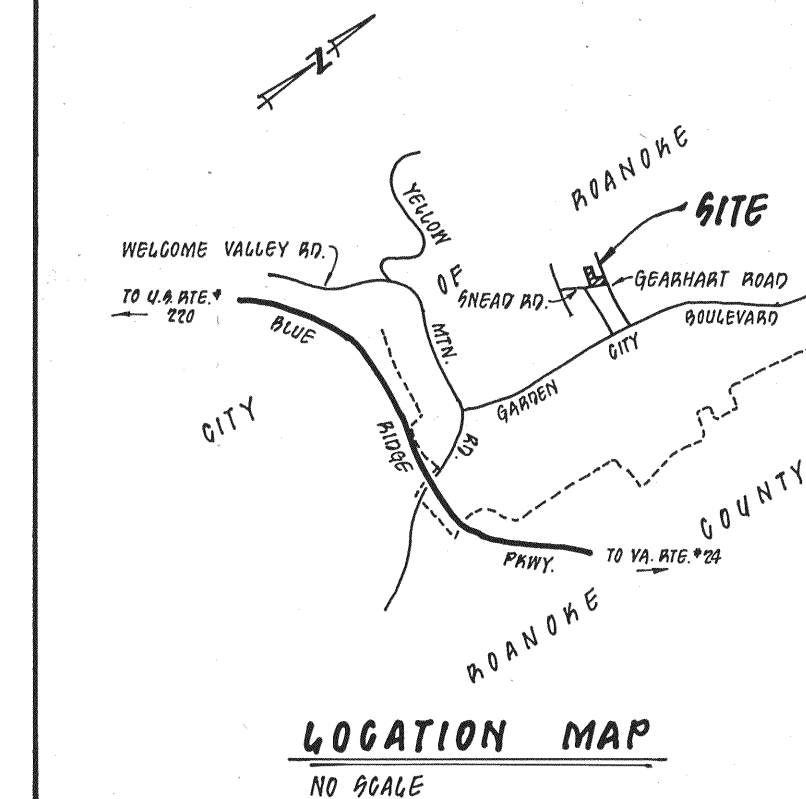 N
ROANOKE
YELLOW
SITE
WELCOME VALLEY RD.
OF
GEARHART ROAD
SNEAD RD.
TO U.S. RTE.#
220
BLUE
MTN.
BOULEVARD
CITY
GARDEN
CITY
RIDGE
RD.
COUNTY
PKWY.
TO VA. RTE.#24
ROANOKE
LOCATION MAP
NO SCALE